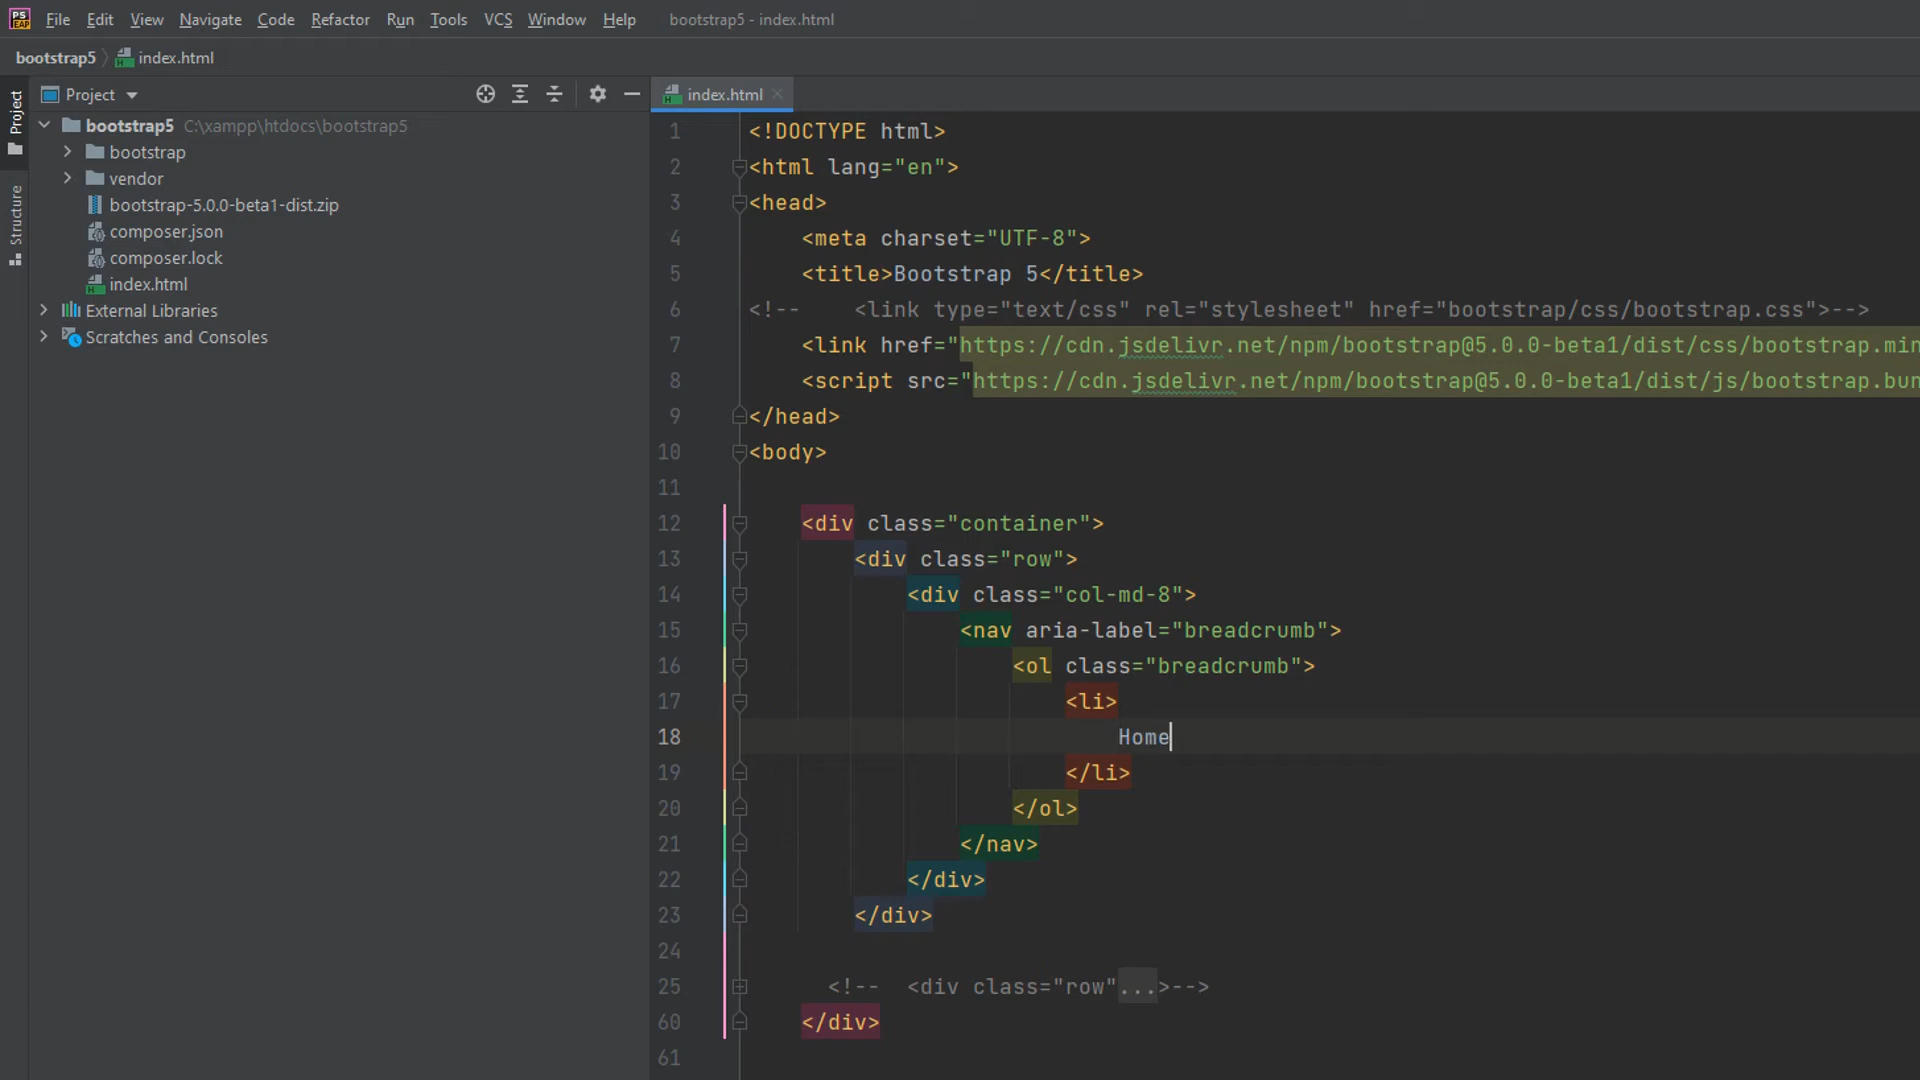 PS
EAP
File Edit View Navigate Code Refactor Run Tools VCS Window Help bootstrap5 - index.html
bootstrap5 index.html
Project
Structure
Project
bootstrap5 C:\xampp\htdocs\bootstrap5
bootstrap
vendor
bootstrap-5.0.0-beta1-dist.zip
composer.json
composer.lock
index.html
External Libraries
Scratches and Consoles
index.html
1 <!DOCTYPE html>
2 <html lang="en">
3 <head>
4 <meta charset="UTF-8">
5 <title>Bootstrap 5</title>
6 <!-- <link type="text/css" rel="stylesheet" href="bootstrap/css/bootstrap.css">-->
7 <link href="https://cdn.jsdelivr.net/npm/bootstrap@5.0.0-beta1/dist/css/bootstrap.min
8 <script src="https://cdn.jsdelivr.net/npm/bootstrap@5.0.0-beta1/dist/js/bootstrap.bun
9 </head>
10 <body>
11
12 <div class="container">
13 <div class="row">
14 <div class="col-md-8">
15 <nav aria-label="breadcrumb">
16 <ol class="breadcrumb">
17 <li>
18 Home
19 </li>
20 </ol>
21 </nav>
22 </div>
23 </div>
24
25 <!-- <div class="row"...>-->
60 </div>
61